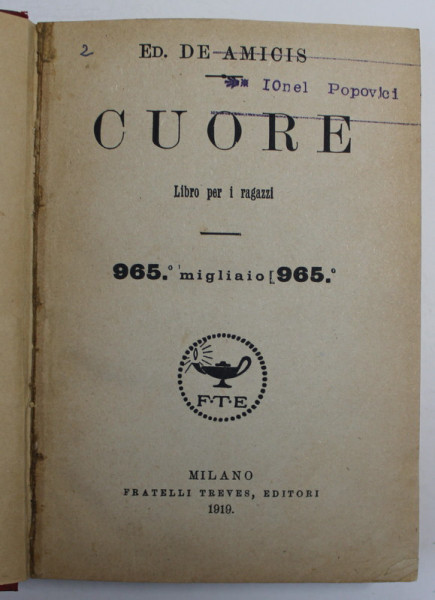 2
ED. DE AMICIS
IOnel Popovici
CUORE
Libro per i ragazzi
965.° migliaio [965.°
F·T·E
MILANO
FRATELLI TREVES, EDITORI
1919.